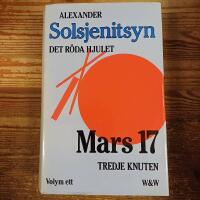 ALEXANDER
Solsjenitsyn
DET RÖDA HJULET
Mars 17
TREDJE KNUTEN
Volym ett
W&W